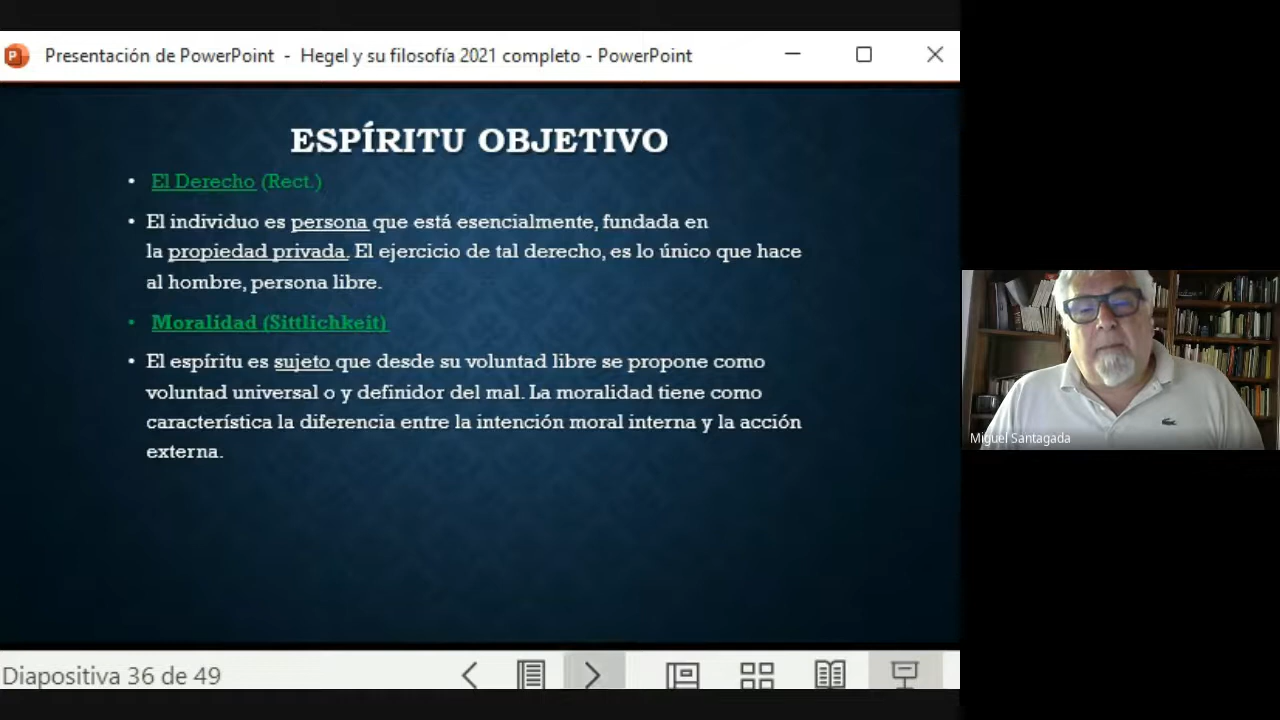 Presentación de PowerPoint - Hegel y su filosofía 2021 completo - PowerPoint
ESPÍRITU OBJETIVO
• El Derecho (Rect.)
• El individuo es persona que está esencialmente, fundada en
la propiedad privada. El ejercicio de tal derecho, es lo único que hace
al hombre, persona libre.
• Moralidad (Sittlichkeit)
• El espíritu es sujeto que desde su voluntad libre se propone como
voluntad universal o y definidor del mal. La moralidad tiene como
característica la diferencia entre la intención moral interna y la acción
externa.
Miguel Santagada
Diapositiva 36 de 49